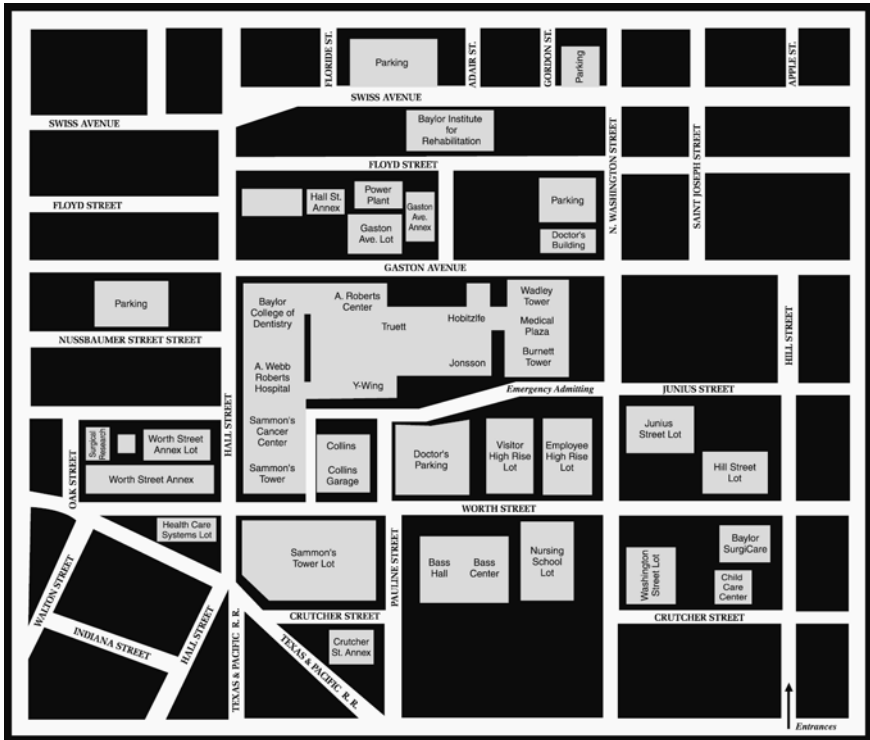 FLORIDE ST.
ADAIR ST.
GORDON ST.
APPLE ST.
Parking
Parking
SWISS AVENUE
SWISS AVENUE
Baylor Institute
for
Rehabilitation
N. WASHINGTON STREET
SAINT JOSEPH STREET
FLOYD STREET
FLOYD STREET
Hall St.
Annex
Power
Plant
Gaston
Ave.
Annex
Gaston
Ave. Lot
Parking
Doctor's
Building
GASTON AVENUE
Parking
NUSSBAUMER STREET STREET
Baylor
College of
Dentistry
A. Roberts
Center
Truett
Hobitzlfe
Wadley
Tower
Medical
Plaza
Burnett
Tower
HILL STREET
A. Webb
Roberts
Hospital
Y-Wing
Jonsson
Emergency Admitting
JUNIUS STREET
HALL STREET
Sammon's
Cancer
Center
Sammon's
Tower
Collins
Collins
Garage
Doctor's
Parking
Visitor
High Rise
Lot
Employee
High Rise
Lot
Junius
Street Lot
Hill Street
Lot
OAK STREET
Surgical
Research
Worth Street
Annex Lot
Worth Street Annex
WORTH STREET
Health Care
Systems Lot
Sammon's
Tower Lot
PAULINE STREET
Bass
Hall
Bass
Center
Nursing
School
Lot
Washington
Street Lot
Baylor
SurgiCare
Child
Care
Center
WALTON STREET
INDIANA STREET
HALL STREET
TEXAS & PACIFIC R. R.
CRUTCHER STREET
CRUTCHER STREET
TEXAS & PACIFIC R. R.
Crutcher
St. Annex
Entrances